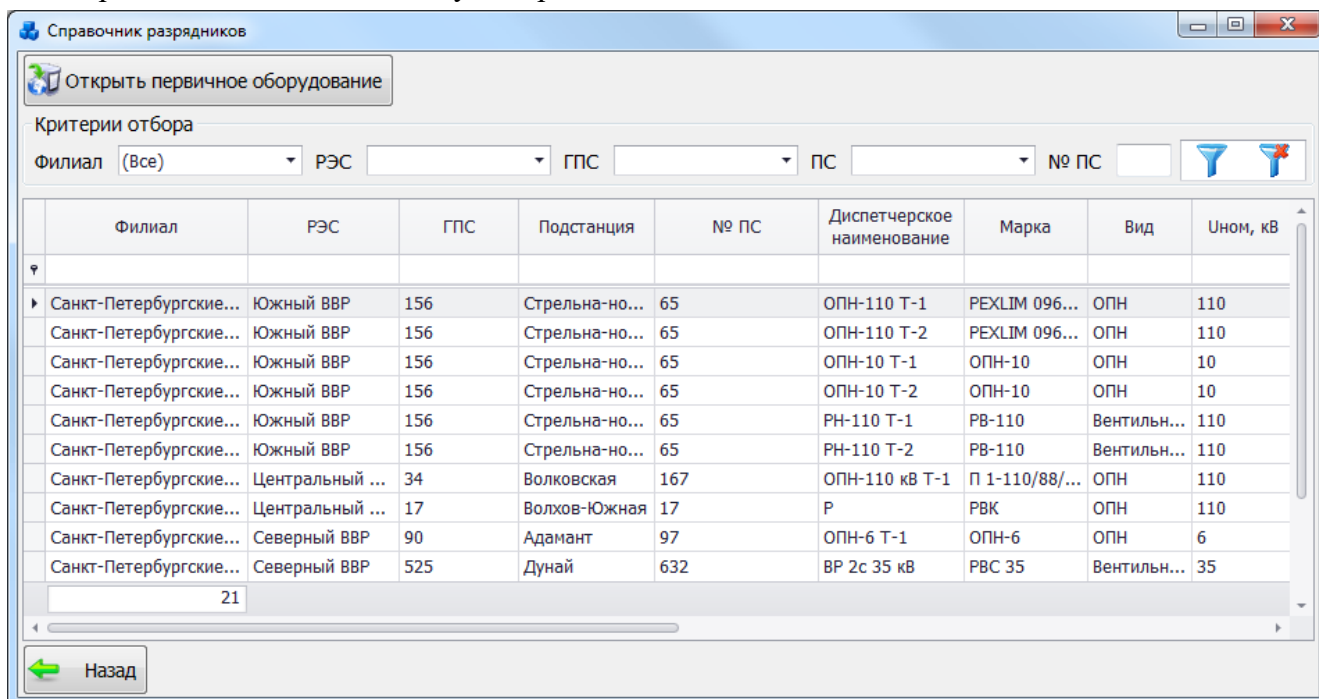 Справочник разрядников
Открыть первичное оборудование
Критерии отбора
Филиал (Все) РЭС ГПС ПС № ПС
Филиал РЭС ГПС Подстанция № ПС Диспетчерское наименование Марка Вид Uном, кВ
Санкт-Петербургские... Южный ВВР 156 Стрельна-но... 65 ОПН-110 Т-1 PEXLIM 096... ОПН 110
Санкт-Петербургские... Южный ВВР 156 Стрельна-но... 65 ОПН-110 Т-2 PEXLIM 096... ОПН 110
Санкт-Петербургские... Южный ВВР 156 Стрельна-но... 65 ОПН-10 Т-1 ОПН-10 ОПН 10
Санкт-Петербургские... Южный ВВР 156 Стрельна-но... 65 ОПН-10 Т-2 ОПН-10 ОПН 10
Санкт-Петербургские... Южный ВВР 156 Стрельна-но... 65 РН-110 Т-1 РВ-110 Вентильн... 110
Санкт-Петербургские... Южный ВВР 156 Стрельна-но... 65 РН-110 Т-2 РВ-110 Вентильн... 110
Санкт-Петербургские... Центральный ... 34 Волковская 167 ОПН-110 кВ Т-1 П 1-110/88/... ОПН 110
Санкт-Петербургские... Центральный ... 17 Волхов-Южная 17 Р РВК ОПН 110
Санкт-Петербургские... Северный ВВР 90 Адамант 97 ОПН-6 Т-1 ОПН-6 ОПН 6
Санкт-Петербургские... Северный ВВР 525 Дунай 632 ВР 2с 35 кВ РВС 35 Вентильн... 35
21
Назад